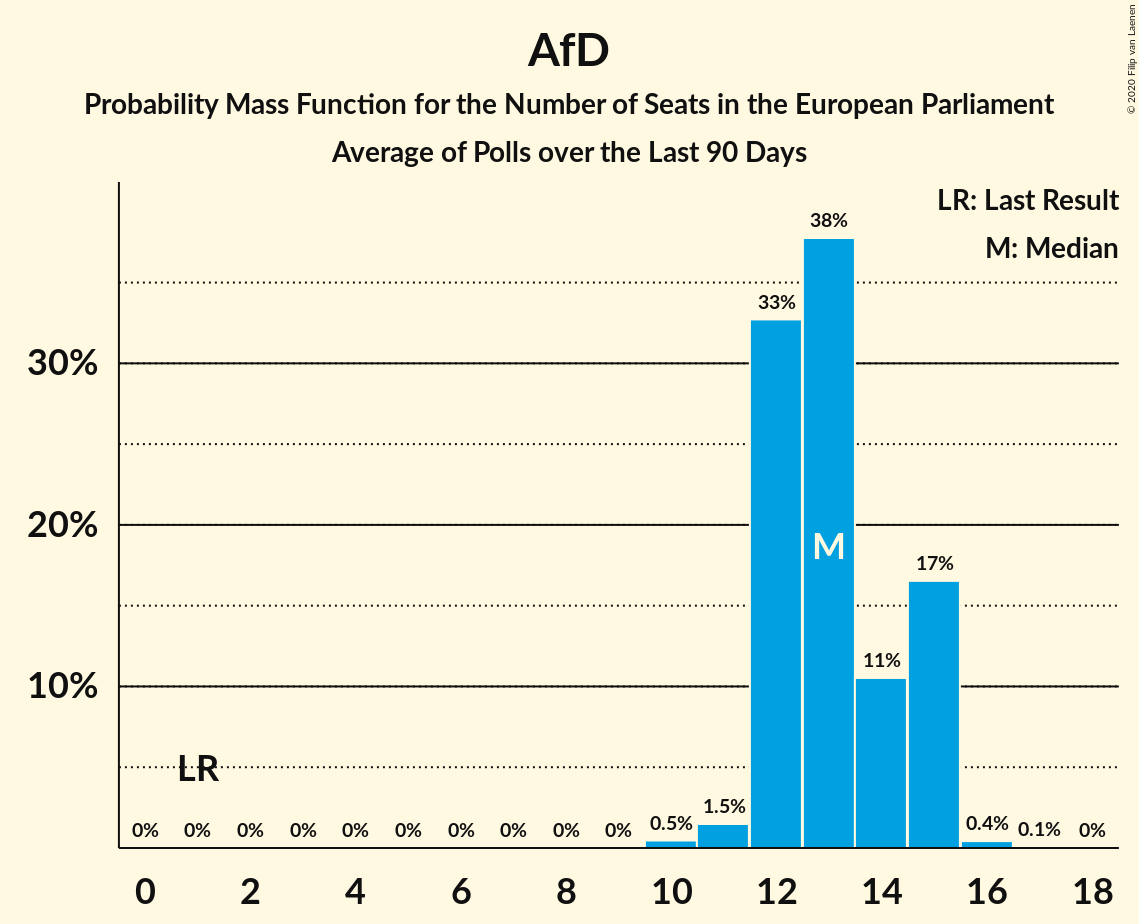 AfD
Probability Mass Function for the Number of Seats in the European Parliament
Average of Polls over the Last 90 Days
© 2020 Filip van Laenen
LR: Last Result
M: Median
38%
33%
30%
20%
M
17%
11%
10%
LR
1.5%
0% 0% 0% 0% 0% 0% 0% 0% 0% 0% 0.5% 0.4% 0.1% 0%
0 2 4 6 8 10 12 14 16 18